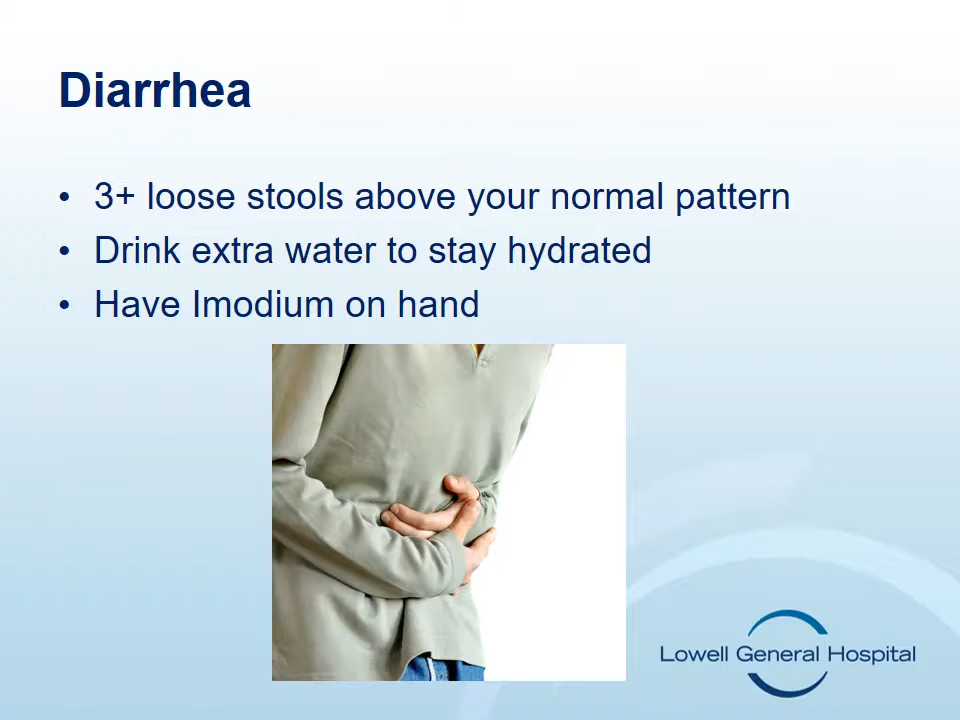 Diarrhea
• 3+ loose stools above your normal pattern
• Drink extra water to stay hydrated
• Have Imodium on hand
Lowell General Hospital